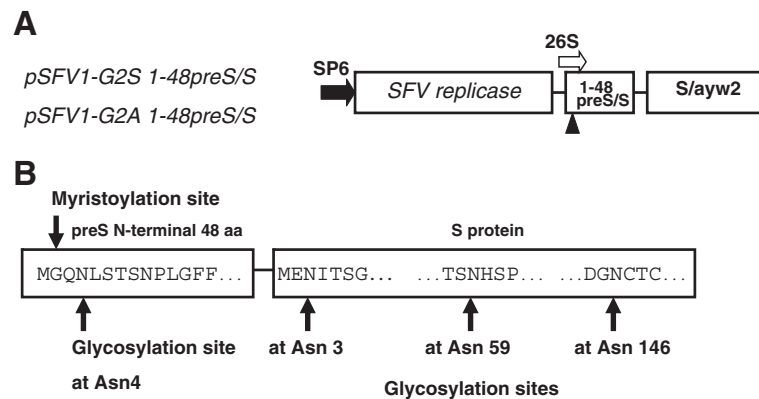 A
pSFV1-G2S 1-48preS/S
pSFV1-G2A 1-48preS/S
SP6
26S
SFV replicase
1-48
preS/S
S/ayw2
B
Myristoylation site
preS N-terminal 48 aa
S protein
MGQNLSTSNPLGFF...
MENITSG... ...TSNHSP... ...DGNCTC...
Glycosylation site
at Asn4
at Asn 3
at Asn 59
at Asn 146
Glycosylation sites